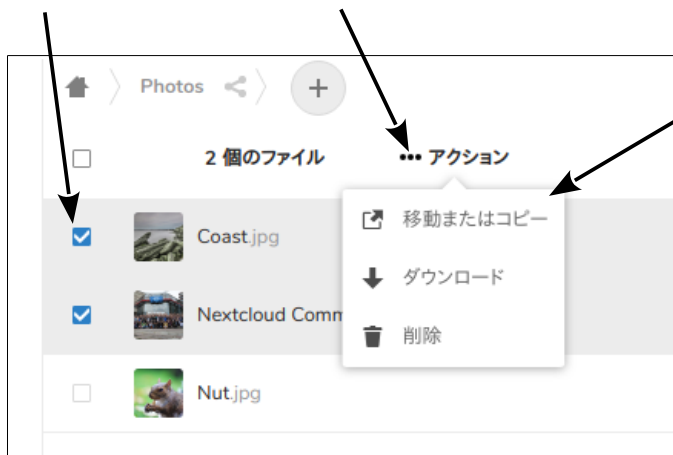 Photos
2 個のファイル
••• アクション
Coast.jpg
移動またはコピー
ダウンロード
Nextcloud Comm
削除
Nut.jpg